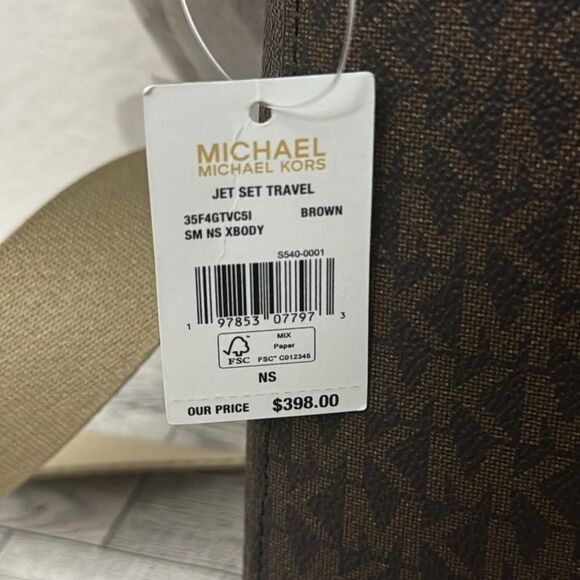 MICHAEL
MICHAEL KORS
JET SET TRAVEL
35F4GTVC5I BROWN
SM NS XBODY
S540-0001
1 97853 07797 3
FSC
MIX
Paper
FSC™ C012345
NS
OUR PRICE $398.00